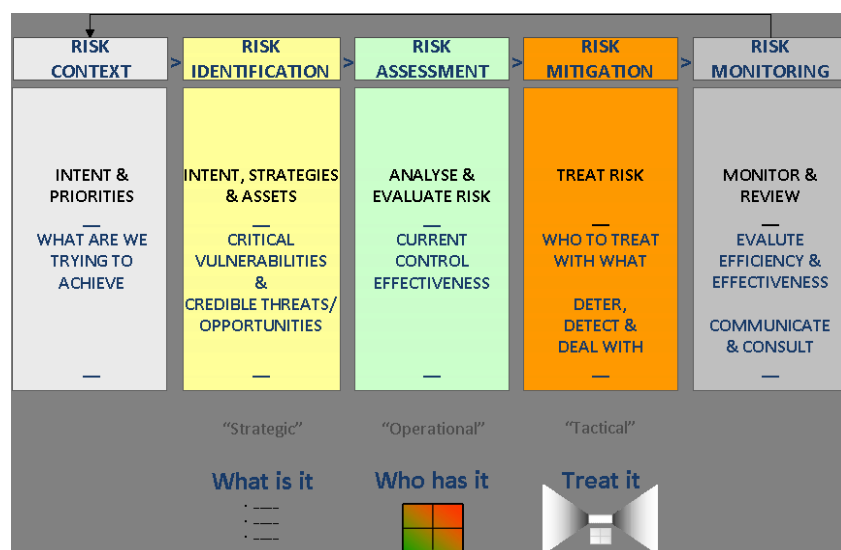 RISK
CONTEXT
>
RISK
IDENTIFICATION
>
RISK
ASSESSMENT
>
RISK
MITIGATION
>
RISK
MONITORING
INTENT &
PRIORITIES
—
WHAT ARE WE
TRYING TO
ACHIEVE
—
INTENT, STRATEGIES
& ASSETS
—
CRITICAL
VULNERABILITIES
&
CREDIBLE THREATS/
OPPORTUNITIES
—
ANALYSE &
EVALUATE RISK
—
CURRENT
CONTROL
EFFECTIVENESS
—
TREAT RISK
—
WHO TO TREAT
WITH WHAT
DETER,
DETECT &
DEAL WITH
—
MONITOR &
REVIEW
—
EVALUTE
EFFICIENCY &
EFFECTIVENESS
COMMUNICATE
& CONSULT
—
"Strategic"
"Operational"
"Tactical"
What is it
Who has it
Treat it